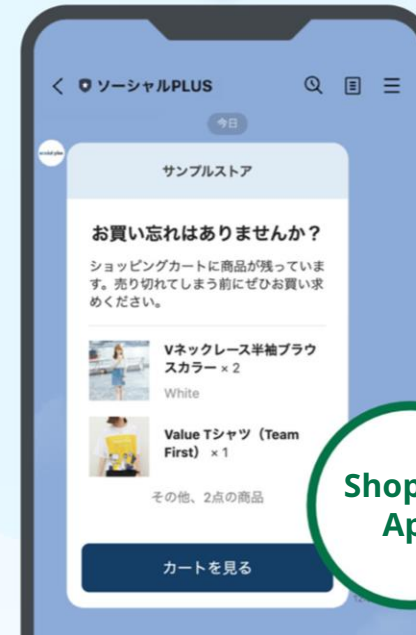 ソーシャルPLUS
今日
サンプルストア
お買い忘れはありませんか？
ショッピングカートに商品が残っていま
す。売り切れてしまう前にぜひお買い求
めください。
Vネックレース半袖ブラウ
スカラー × 2
White
Value Tシャツ（Team
First） × 1
その他、2点の商品
カートを見る